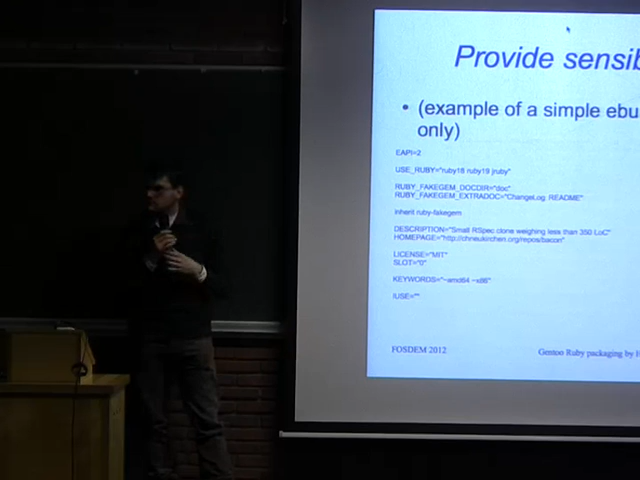 Provide sensib
• (example of a simple ebu
only)
EAPI=2
USE_RUBY="ruby18 ruby19 jruby"
RUBY_FAKEGEM_DOCDIR="doc"
RUBY_FAKEGEM_EXTRADOC="ChangeLog README"
inherit ruby-fakegem
DESCRIPTION="Small RSpec clone weighing less than 350 LoC"
HOMEPAGE="http://chneukirchen.org/repos/bacon"
LICENSE="MIT"
SLOT="0"
KEYWORDS="~amd64 ~x86"
IUSE=""
FOSDEM 2012
Gentoo Ruby packaging by H